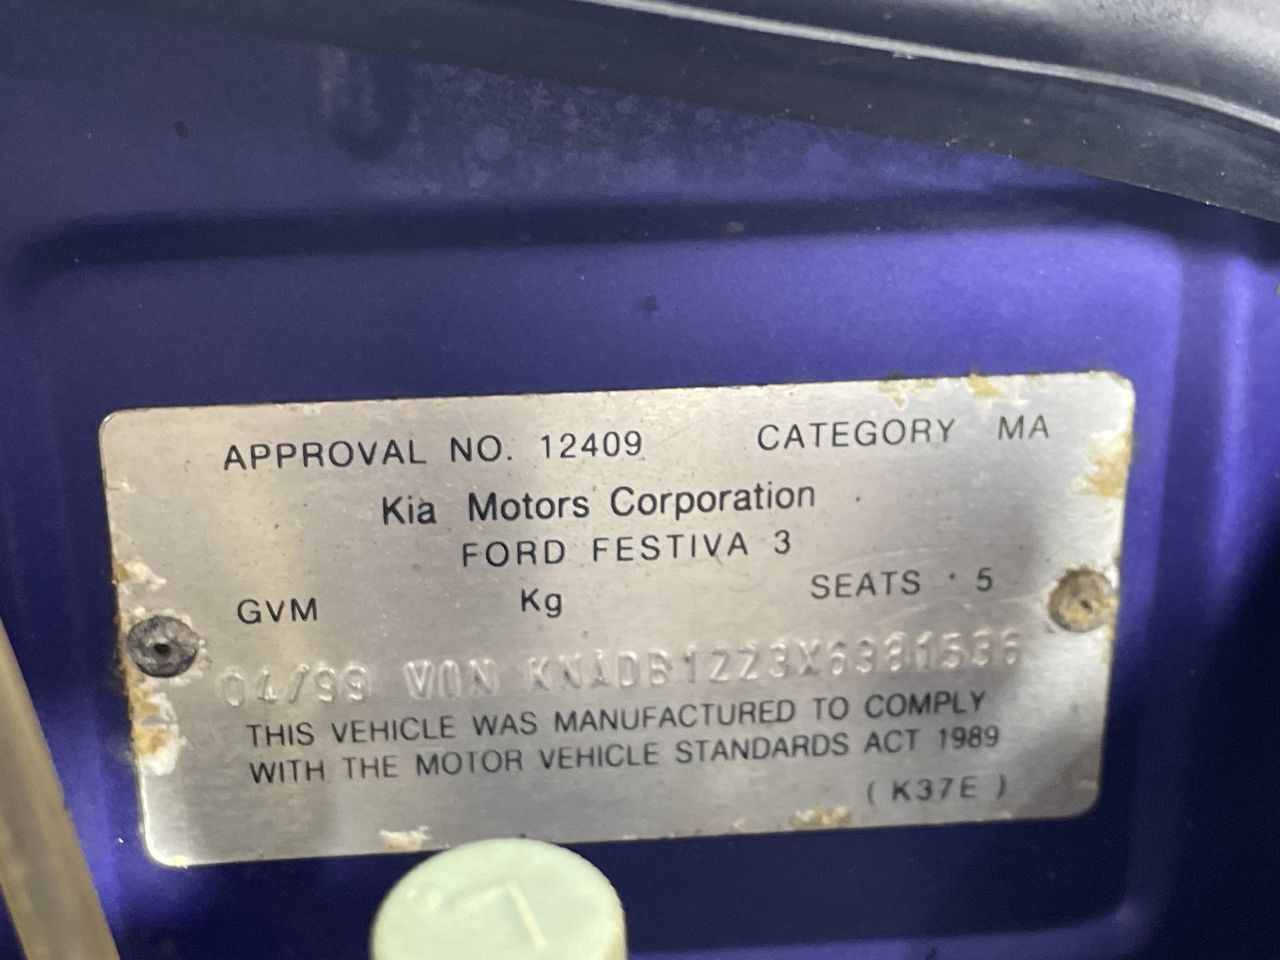 APPROVAL NO. 12409 CATEGORY MA
Kia Motors Corporation
FORD FESTIVA 3
GVM Kg SEATS 5
04/99 VIN KNADB1223X6381536
THIS VEHICLE WAS MANUFACTURED TO COMPLY
WITH THE MOTOR VEHICLE STANDARDS ACT 1989
( K37E )